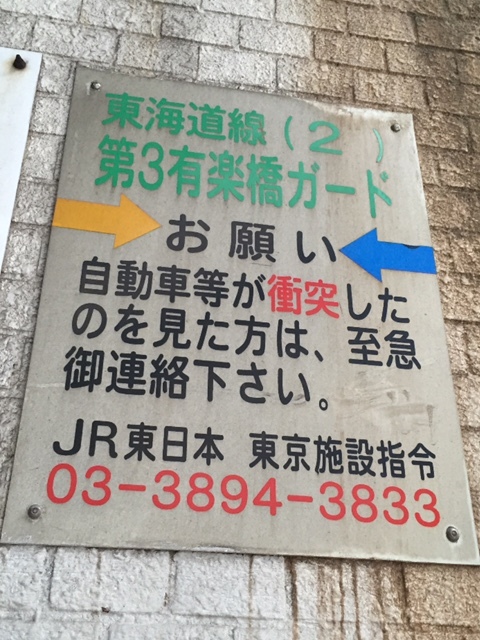 東海道線(2)
第3有楽橋ガード
お願い
自動車等が衝突した
のを見た方は、至急
御連絡下さい。
JR東日本 東京施設指令
03-3894-3833